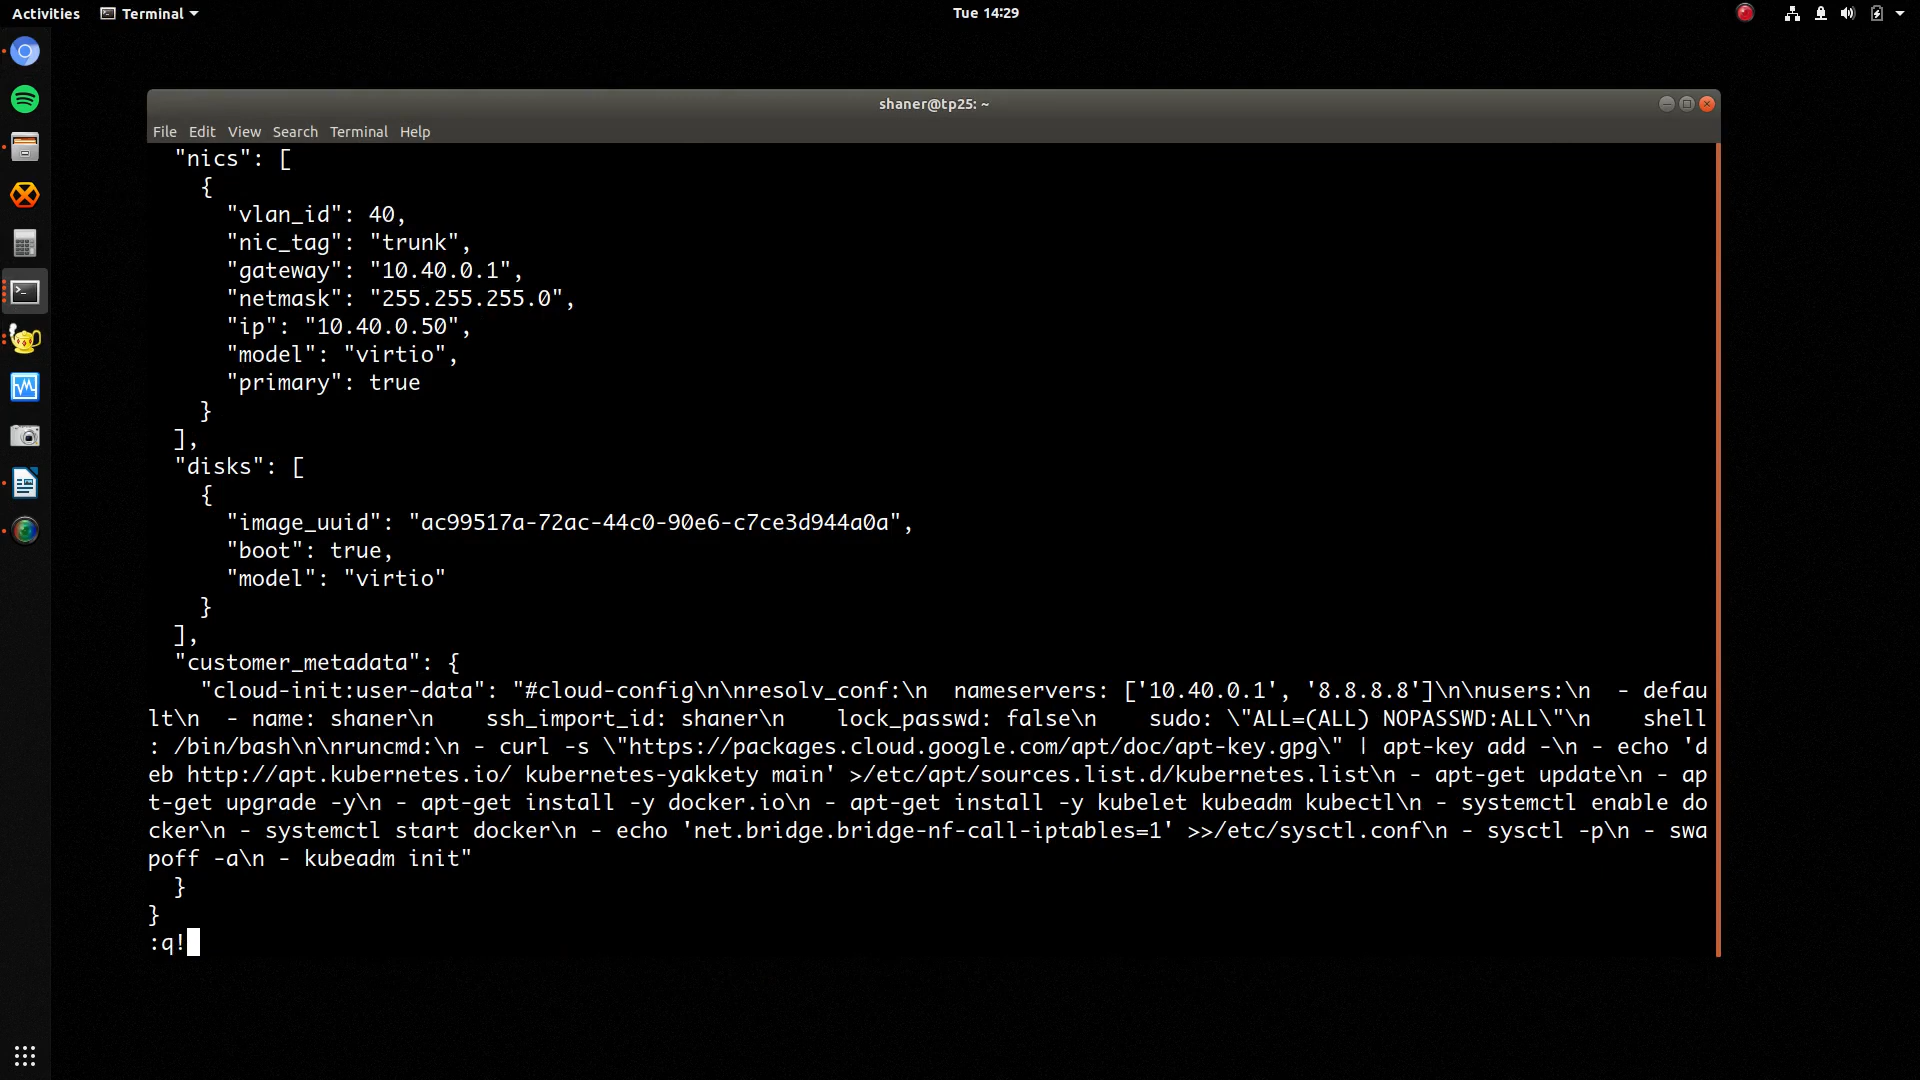 Activities Terminal Tue 14:29
shaner@tp25: ~
File Edit View Search Terminal Help
"nics": [
{
"vlan_id": 40,
"nic_tag": "trunk",
"gateway": "10.40.0.1",
"netmask": "255.255.255.0",
"ip": "10.40.0.50",
"model": "virtio",
"primary": true
}
],
"disks": [
{
"image_uuid": "ac99517a-72ac-44c0-90e6-c7ce3d944a0a",
"boot": true,
"model": "virtio"
}
],
"customer_metadata": {
"cloud-init:user-data": "#cloud-config\n\nresolv_conf:\n  nameservers: ['10.40.0.1', '8.8.8.8']\n\nusers:\n  - defau
lt\n  - name: shaner\n    ssh_import_id: shaner\n    lock_passwd: false\n    sudo: \"ALL=(ALL) NOPASSWD:ALL\"\n    shell
: /bin/bash\n\nruncmd:\n - curl -s \"https://packages.cloud.google.com/apt/doc/apt-key.gpg\" | apt-key add -\n - echo 'd
eb http://apt.kubernetes.io/ kubernetes-yakkety main' >/etc/apt/sources.list.d/kubernetes.list\n - apt-get update\n - ap
t-get upgrade -y\n - apt-get install -y docker.io\n - apt-get install -y kubelet kubeadm kubectl\n - systemctl enable do
cker\n - systemctl start docker\n - echo 'net.bridge.bridge-nf-call-iptables=1' >>/etc/sysctl.conf\n - sysctl -p\n - swa
poff -a\n - kubeadm init"
}
}
:q!